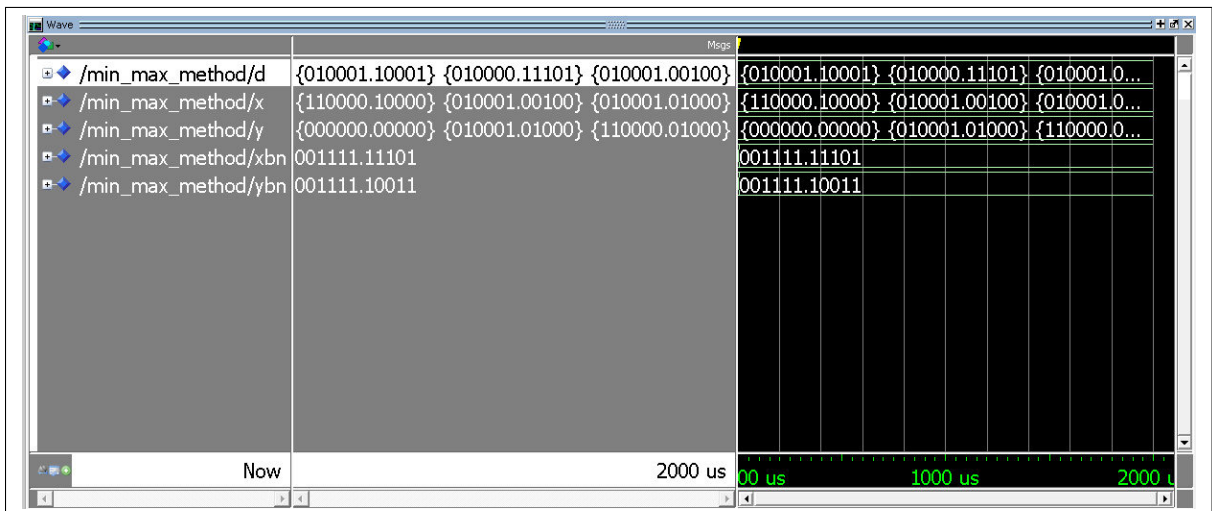 Wave
Msgs
/min_max_method/d {010001.10001} {010000.11101} {010001.00100} {010001.10001} {010000.11101} {010001.0...
/min_max_method/x {110000.10000} {010001.00100} {010001.01000} {110000.10000} {010001.00100} {010001.0...
/min_max_method/y {000000.00000} {010001.01000} {110000.01000} {000000.00000} {010001.01000} {110000.0...
/min_max_method/xbn 001111.11101 001111.11101
/min_max_method/ybn 001111.10011 001111.10011
Now 2000 us 00 us 1000 us 2000 u